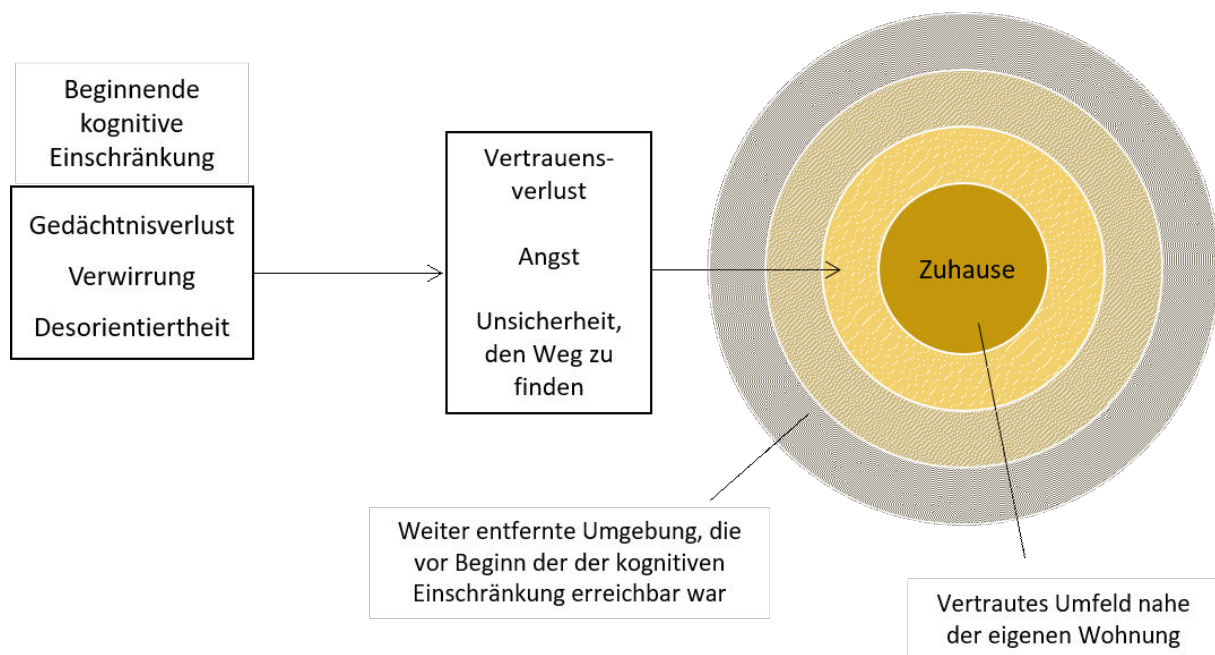 Beginnende
kognitive
Einschränkung
Gedächtnisverlust
Verwirrung
Desorientiertheit
Vertrauens-
verlust
Angst
Unsicherheit,
den Weg zu
finden
Zuhause
Weiter entfernte Umgebung, die
vor Beginn der der kognitiven
Einschränkung erreichbar war
Vertrautes Umfeld nahe
der eigenen Wohnung